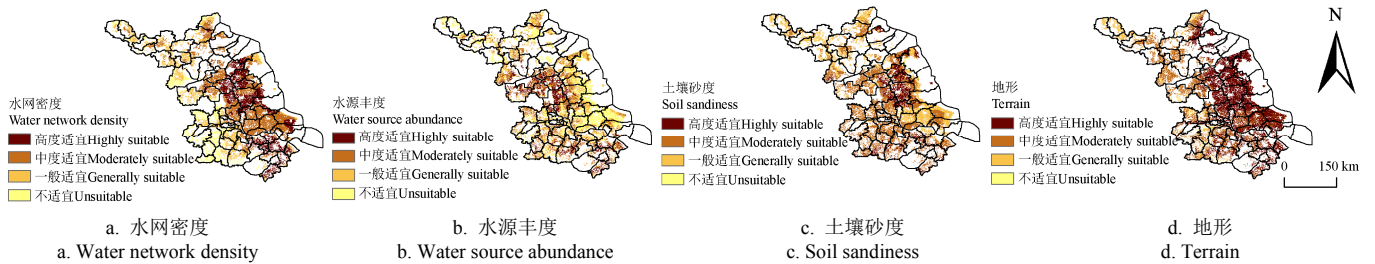 水网密度
Water network density
高度适宜Highly suitable
中度适宜Moderately suitable
一般适宜Generally suitable
不适宜Unsuitable
a. 水网密度
a. Water network density
水源丰度
Water source abundance
高度适宜Highly suitable
中度适宜Moderately suitable
一般适宜Generally suitable
不适宜Unsuitable
b. 水源丰度
b. Water source abundance
土壤砂度
Soil sandiness
高度适宜Highly suitable
中度适宜Moderately suitable
一般适宜Generally suitable
不适宜Unsuitable
c. 土壤砂度
c. Soil sandiness
地形
Terrain
高度适宜Highly suitable
中度适宜Moderately suitable
一般适宜Generally suitable
不适宜Unsuitable
d. 地形
d. Terrain
N
0 150 km